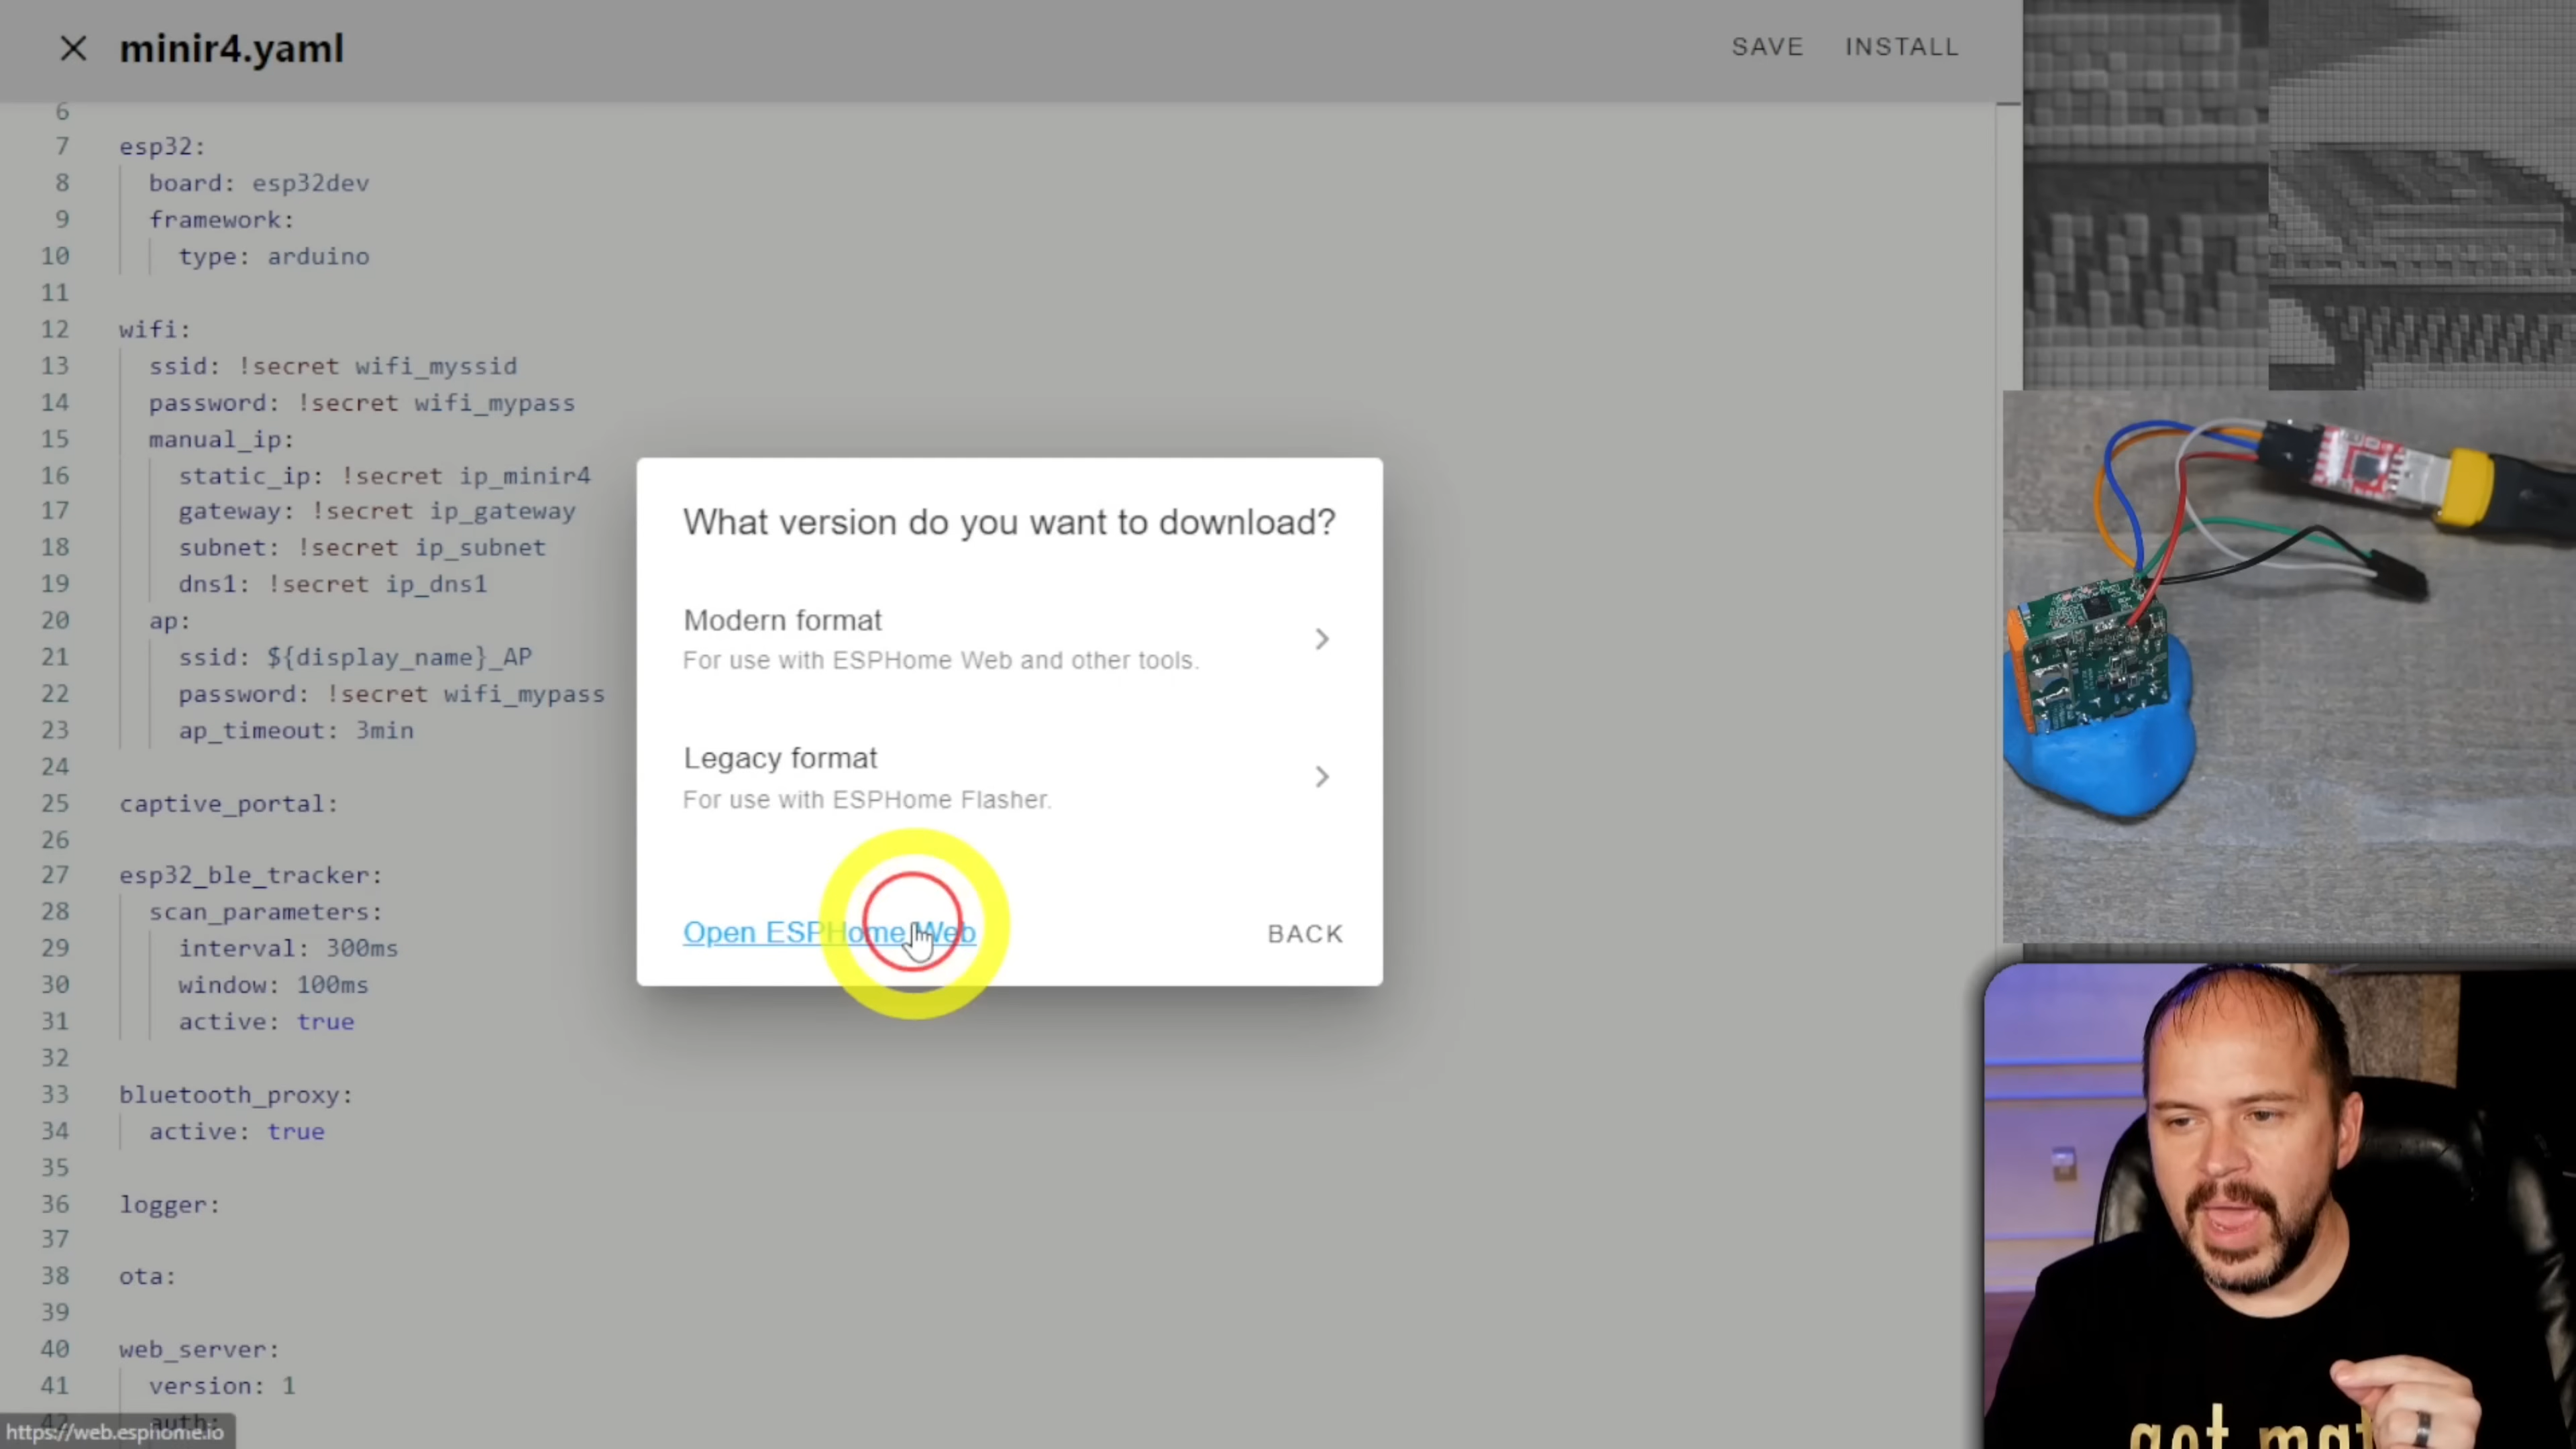 minir4.yaml
SAVE INSTALL
6
7 esp32:
8 board: esp32dev
9 framework:
10 type: arduino
11
12 wifi:
13 ssid: !secret wifi_myssid
14 password: !secret wifi_mypass
15 manual_ip:
16 static_ip: !secret ip_minir4
17 gateway: !secret ip_gateway
18 subnet: !secret ip_subnet
19 dns1: !secret ip_dns1
20 ap:
21 ssid: ${display_name}_AP
22 password: !secret wifi_mypass
23 ap_timeout: 3min
24
25 captive_portal:
26
27 esp32_ble_tracker:
28 scan_parameters:
29 interval: 300ms
30 window: 100ms
31 active: true
32
33 bluetooth_proxy:
34 active: true
35
36 logger:
37
38 ota:
39
40 web_server:
41 version: 1
42 auth:
https://web.esphome.io
What version do you want to download?
Modern format
For use with ESPHome Web and other tools.
Legacy format
For use with ESPHome Flasher.
Open ESPHome Web
BACK
got